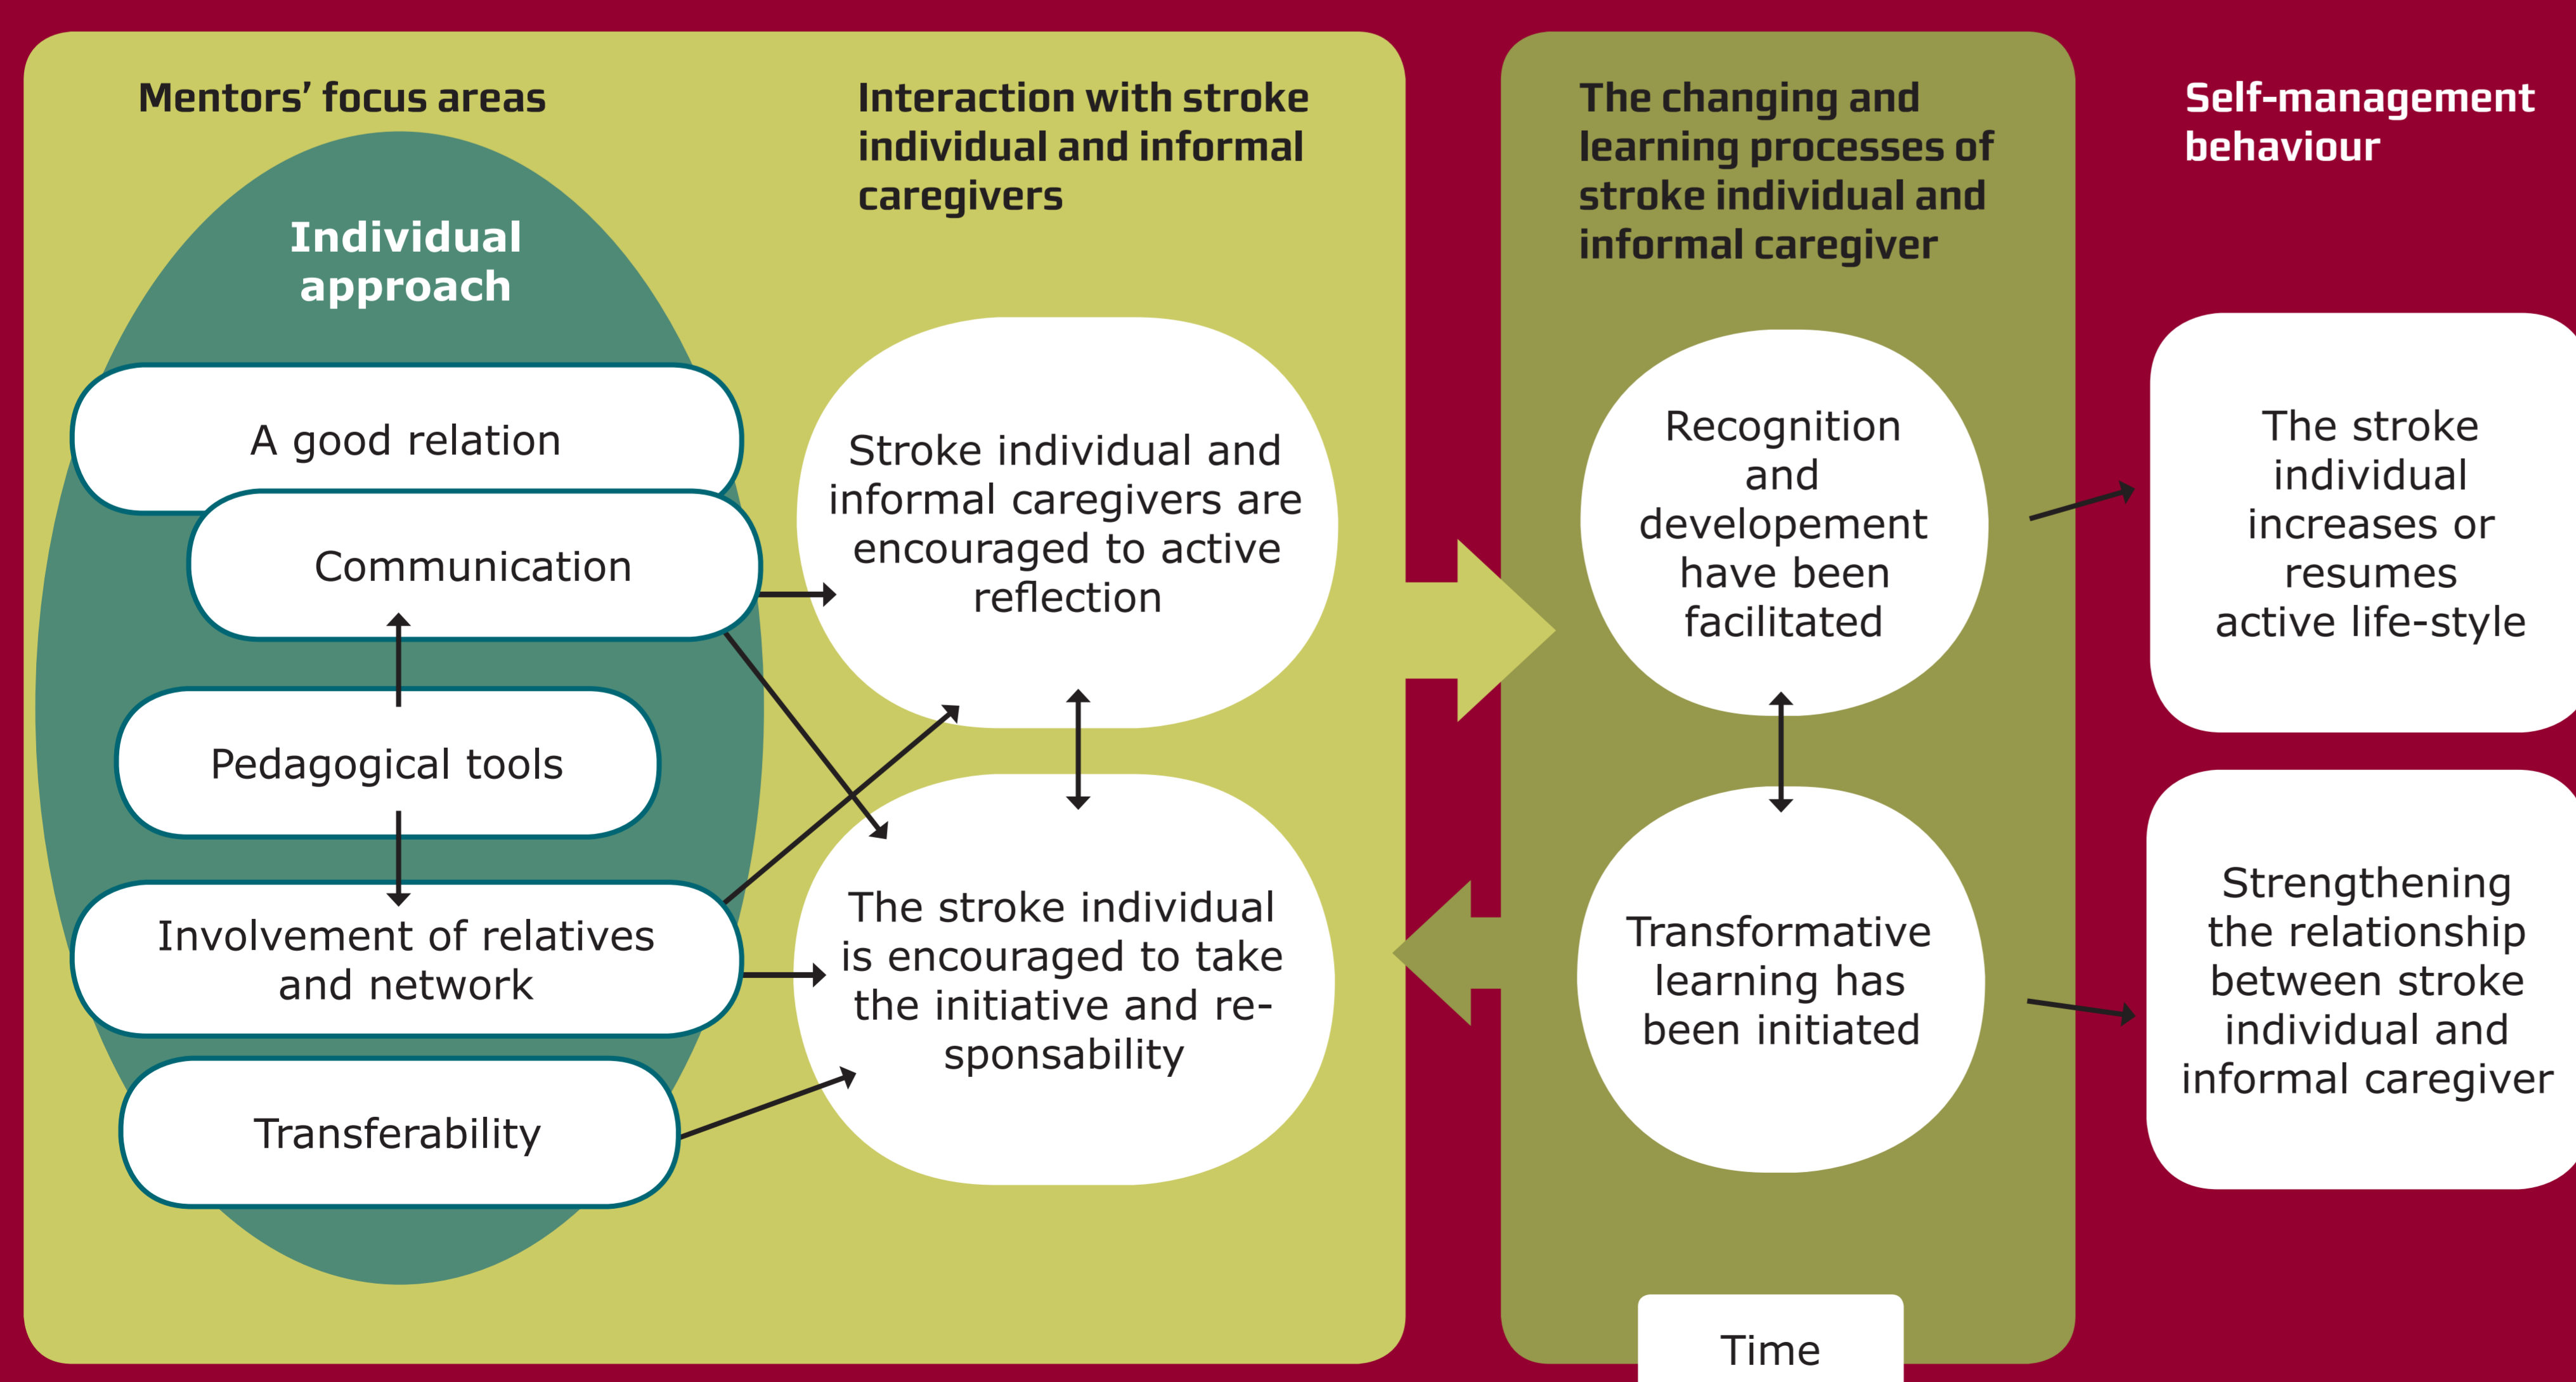 Mentors’ focus areas
Individual
approach
A good relation
Communication
Pedagogical tools
Involvement of relatives
and network
Transferability
Interaction with stroke
individual and informal
caregivers
Stroke individual and
informal caregivers are
encouraged to active
reflection
The stroke individual
is encouraged to take
the initiative and re-
sponsability
The changing and
learning processes of
stroke individual and
informal caregiver
Recognition
and
developement
have been
facilitated
Transformative
learning has
been initiated
Time
Self-management
behaviour
The stroke
individual
increases or
resumes
active life-style
Strengthening
the relationship
between stroke
individual and
informal caregiver